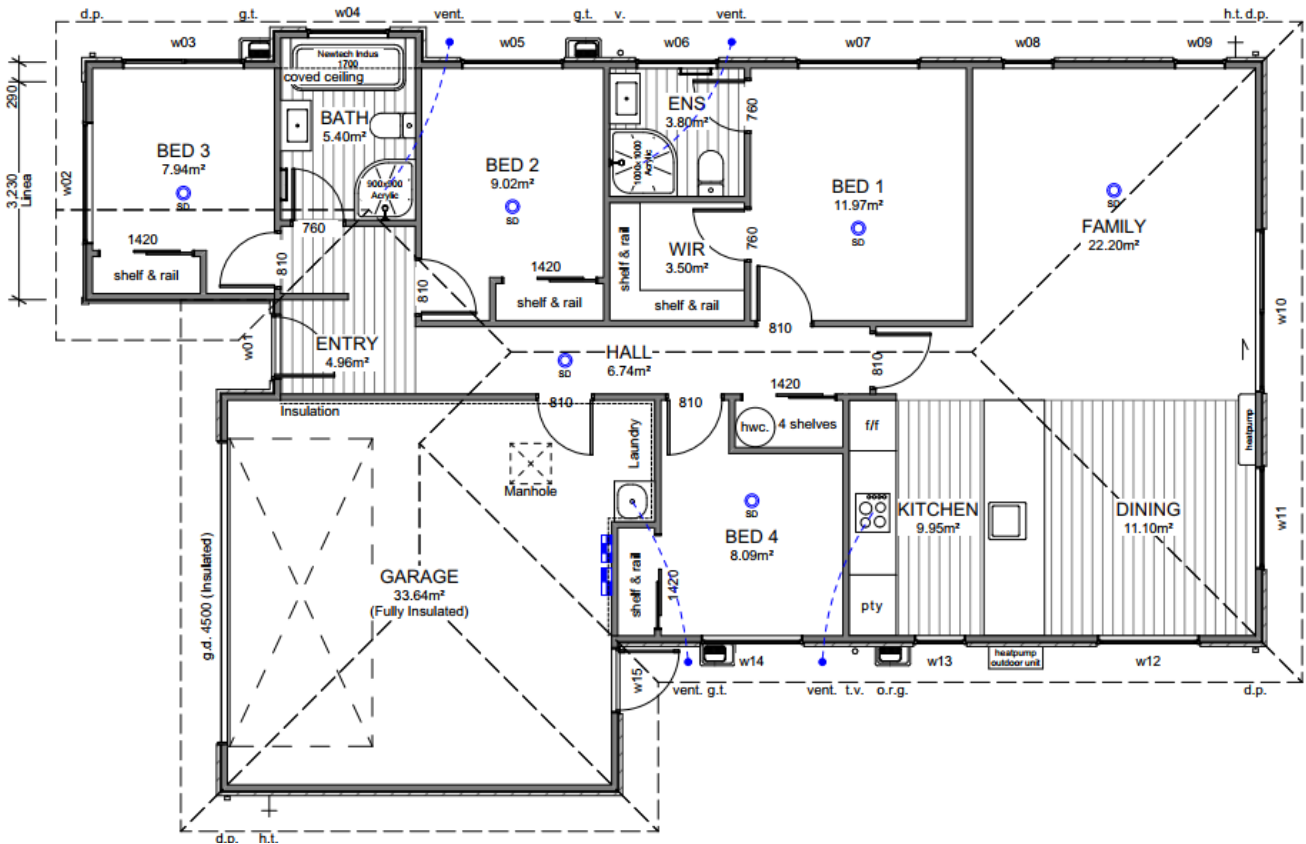 d.p.
g.t.
w04
vent.
g.t.
v.
vent.
h.t. d.p.
w03
w05
w06
w07
w08
w09
Newtech Indus
1700
coved ceiling
290
3,230
Linea
w02
BED 3
7.94m²
SD
1420
shelf & rail
810
BATH
5.40m²
900x900
Acrylic
760
BED 2
9.02m²
SD
1420
shelf & rail
810
ENS
3.80m²
1000x1000
Acrylic
760
WIR
3.50m²
shelf & rail
shelf & rail
760
BED 1
11.97m²
SD
810
FAMILY
22.20m²
SD
w10
w01
ENTRY
4.96m²
HALL
6.74m²
SD
810
1420
Insulation
810
810
hwc.
4 shelves
f/f
heatpump
Laundry
Manhole
g.d. 4500 (Insulated)
GARAGE
33.64m²
(Fully Insulated)
SD
BED 4
8.09m²
shelf & rail
1420
KITCHEN
9.95m²
pty
DINING
11.10m²
w11
w15
w14
w13
heatpump
outdoor unit
w12
vent. g.t.
vent.
t.v.
o.r.g.
d.p.
d.p.
h.t.